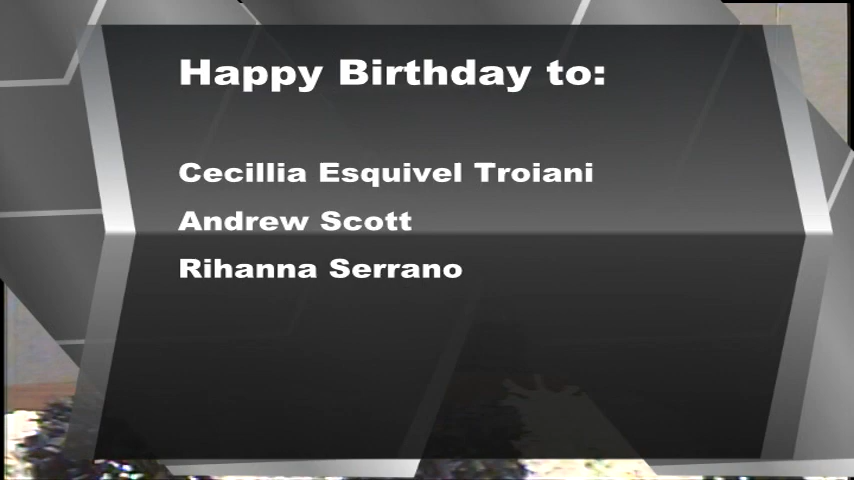 Happy Birthday to:
Cecillia Esquivel Troiani
Andrew Scott
Rihanna Serrano